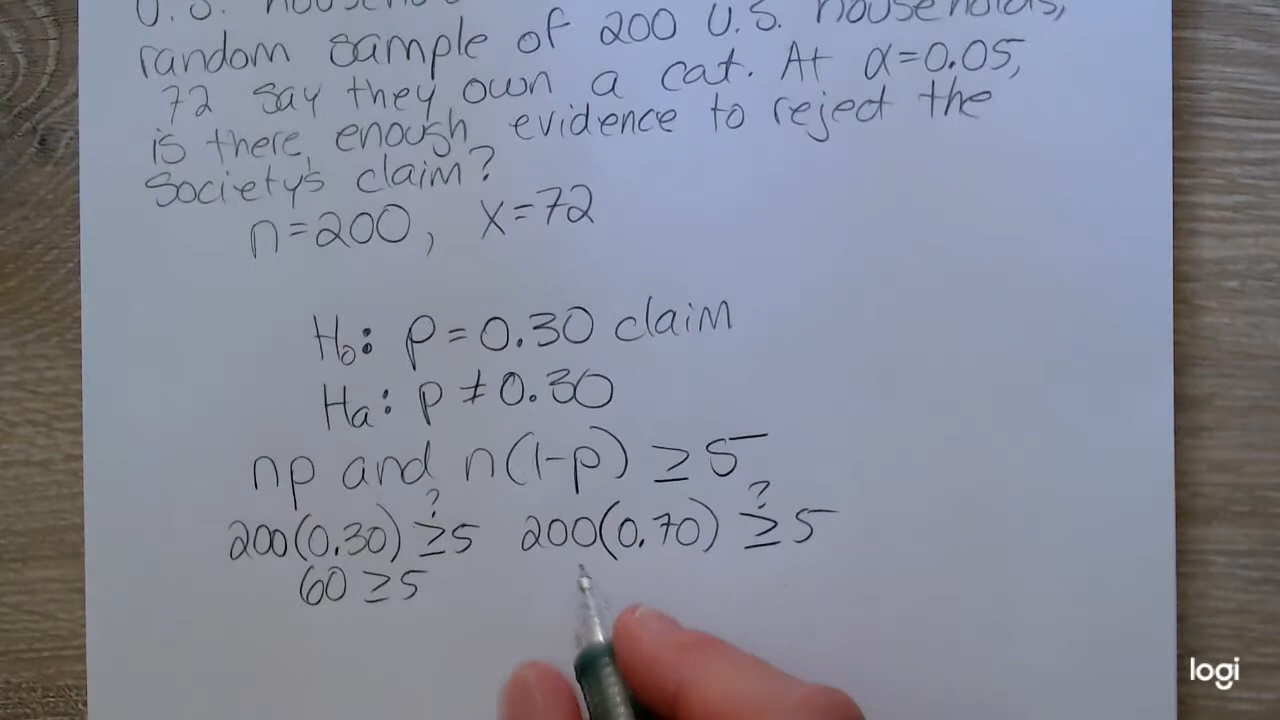 U.S.
random sample of 200 U.S. households,
72 say they own a cat. At α=0.05,
is there enough evidence to reject the
Society's claim?
n=200, x=72
H₀: p=0.30 claim
Ha: p≠0.30
np and n(1-p) ≥ 5
200(0.30) ≥? 5 200(0.70) ≥? 5
60 ≥ 5
logi